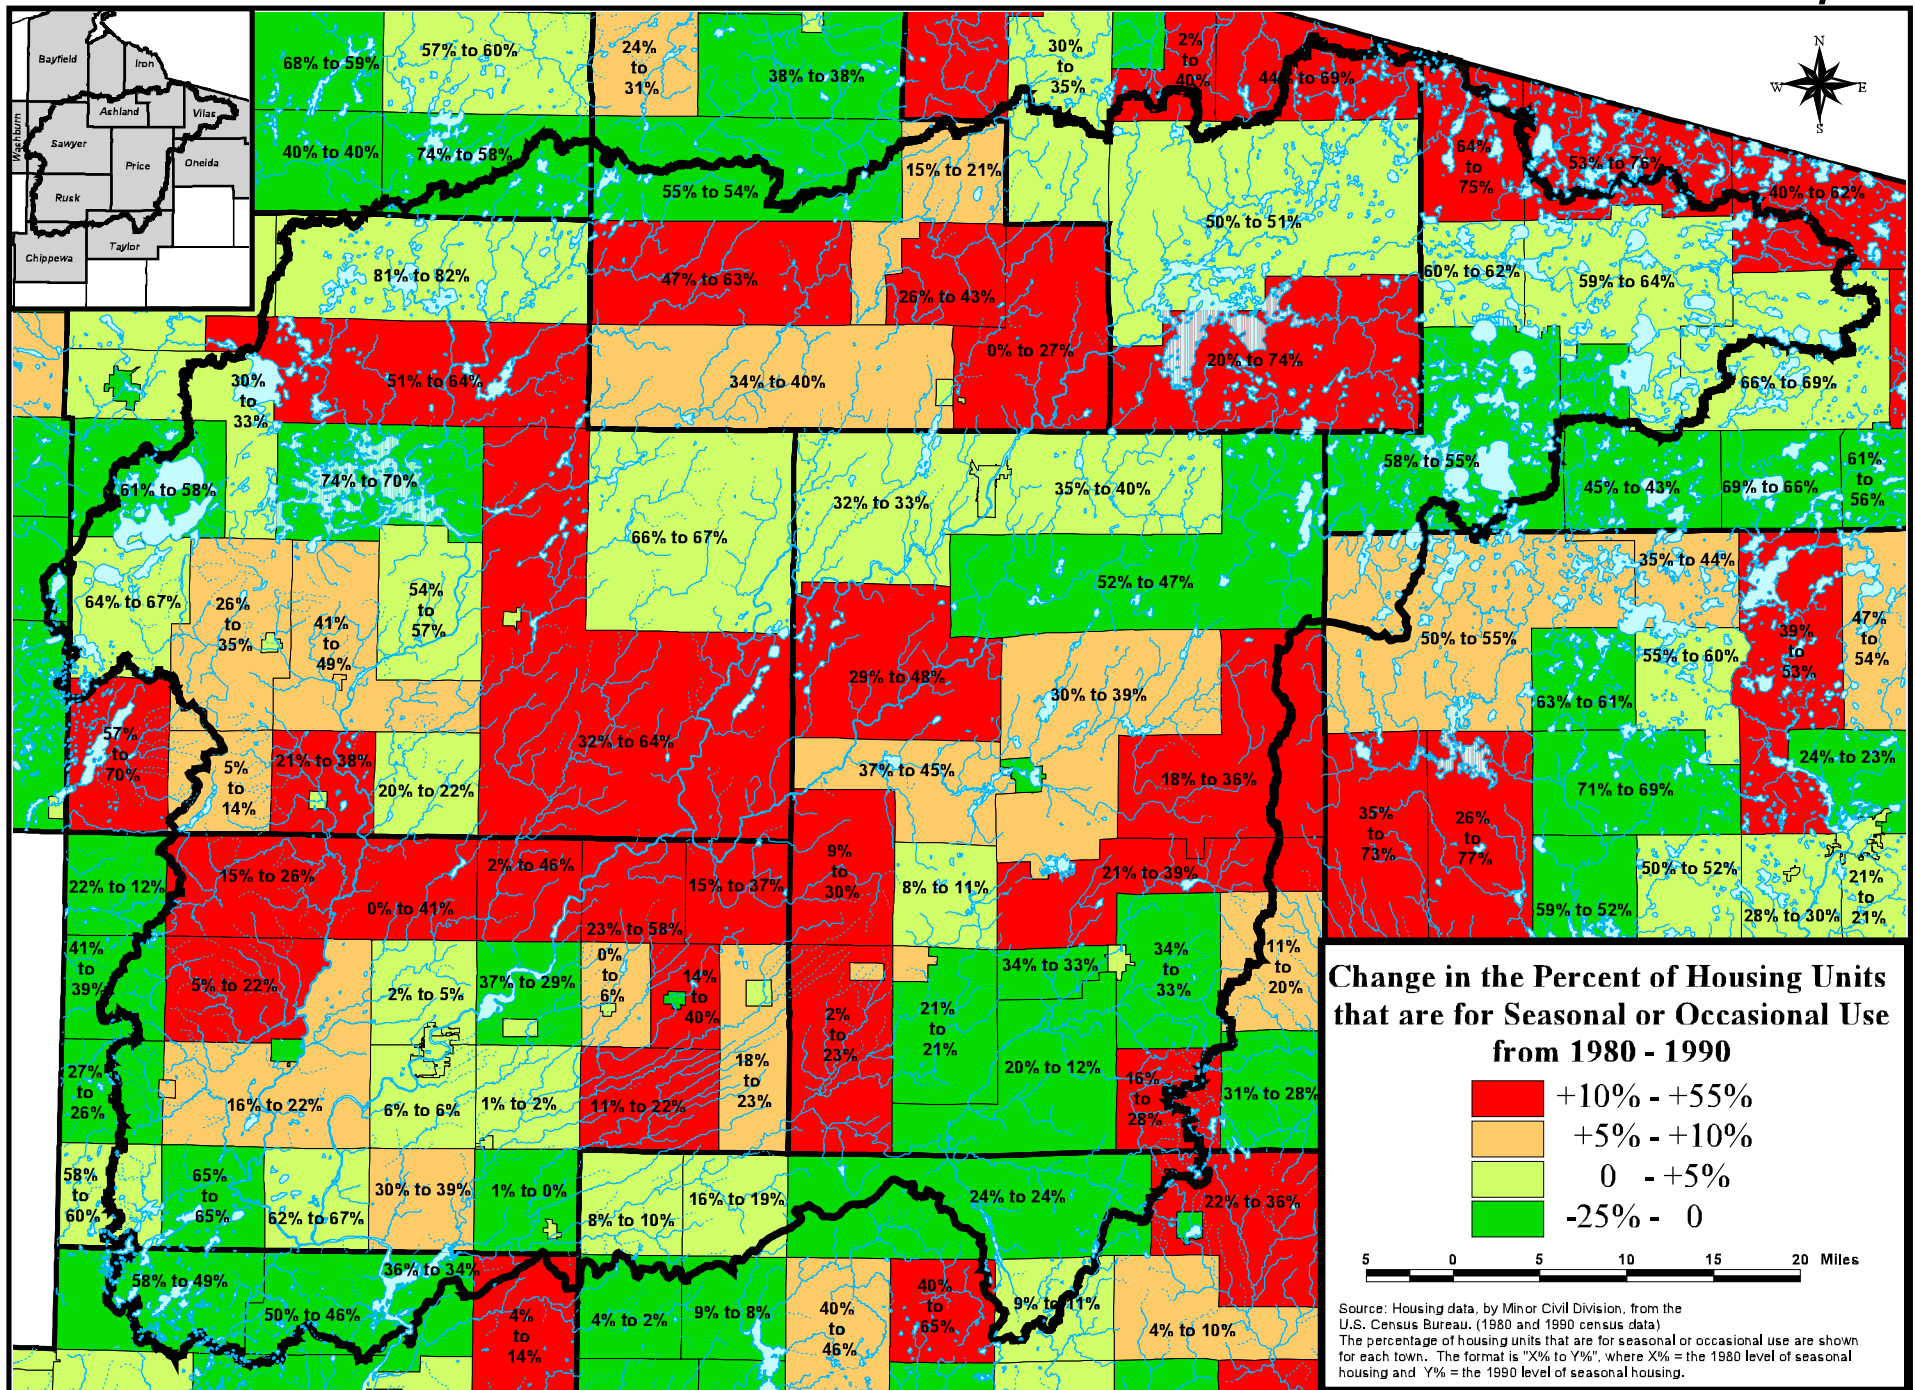 Bayfield
Iron
Ashland
Vilas
Washburn
Sawyer
Price
Oneida
Rusk
Taylor
Chippewa
N
W
E
S
68% to 59%
57% to 60%
24%
to
31%
38% to 38%
30%
to
35%
2%
to
40%
44% to 69%
40% to 40%
74% to 58%
55% to 54%
15% to 21%
64%
to
75%
53% to 76%
40% to 62%
50% to 51%
81% to 82%
47% to 63%
26% to 43%
60% to 62%
59% to 64%
30%
to
33%
51% to 64%
34% to 40%
0% to 27%
20% to 74%
66% to 69%
61% to 58%
74% to 70%
66% to 67%
32% to 33%
35% to 40%
58% to 55%
45% to 43%
69% to 66%
61%
to
56%
52% to 47%
64% to 67%
26%
to
35%
41%
to
49%
54%
to
57%
35% to 44%
50% to 55%
55% to 60%
39%
to
53%
47%
to
54%
29% to 48%
30% to 39%
63% to 61%
57%
to
70%
5%
to
14%
21% to 38%
20% to 22%
32% to 64%
37% to 45%
18% to 36%
24% to 23%
71% to 69%
35%
to
73%
26%
to
77%
22% to 12%
15% to 26%
0% to 41%
2% to 46%
23% to 58%
15% to 37%
9%
to
30%
8% to 11%
21% to 39%
50% to 52%
59% to 52%
28% to 30%
21%
to
21%
41%
to
39%
5% to 22%
2% to 5%
37% to 29%
0%
to
6%
14%
to
40%
2%
to
23%
21%
to
21%
34% to 33%
34%
to
33%
11%
to
20%
27%
to
26%
16% to 22%
6% to 6%
1% to 2%
11% to 22%
18%
to
23%
20% to 12%
16%
to
28%
31% to 28%
58%
to
60%
65%
to
65%
62% to 67%
30% to 39%
1% to 0%
8% to 10%
16% to 19%
24% to 24%
22% to 36%
58% to 49%
50% to 46%
36% to 34%
4%
to
14%
4% to 2%
9% to 8%
40%
to
46%
40%
to
65%
9% to 11%
4% to 10%
Change in the Percent of Housing Units
that are for Seasonal or Occasional Use
from 1980 - 1990
+10% - +55%
+5% - +10%
0 - +5%
-25% - 0
5 0 5 10 15 20 Miles
Source: Housing data, by Minor Civil Division, from the
U.S. Census Bureau. (1980 and 1990 census data)
The percentage of housing units that are for seasonal or occasional use are shown
for each town. The format is "X% to Y%", where X% = the 1980 level of seasonal
housing and Y% = the 1990 level of seasonal housing.